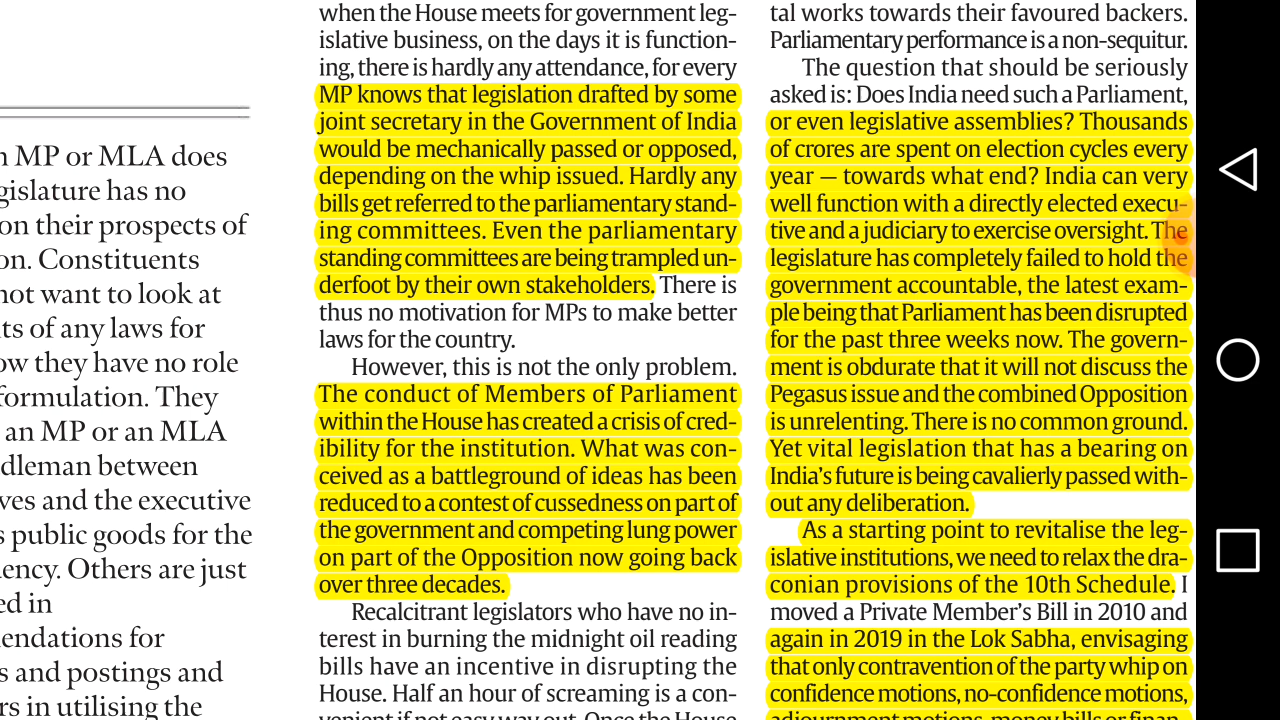 n MP or MLA does
gislature has no
on their prospects of
on. Constituents
not want to look at
ts of any laws for
ow they have no role
formulation. They
an MP or an MLA
dleman between
ves and the executive
s public goods for the
ency. Others are just
ed in
endations for
s and postings and
rs in utilising the
when the House meets for government leg-
islative business, on the days it is function-
ing, there is hardly any attendance, for every
MP knows that legislation drafted by some
joint secretary in the Government of India
would be mechanically passed or opposed,
depending on the whip issued. Hardly any
bills get referred to the parliamentary stand-
ing committees. Even the parliamentary
standing committees are being trampled un-
derfoot by their own stakeholders. There is
thus no motivation for MPs to make better
laws for the country.
However, this is not the only problem.
The conduct of Members of Parliament
within the House has created a crisis of cred-
ibility for the institution. What was con-
ceived as a battleground of ideas has been
reduced to a contest of cussedness on part of
the government and competing lung power
on part of the Opposition now going back
over three decades.
Recalcitrant legislators who have no in-
terest in burning the midnight oil reading
bills have an incentive in disrupting the
House. Half an hour of screaming is a con-
venient if not easy way out. Once the House
tal works towards their favoured backers.
Parliamentary performance is a non-sequitur.
The question that should be seriously
asked is: Does India need such a Parliament,
or even legislative assemblies? Thousands
of crores are spent on election cycles every
year — towards what end? India can very
well function with a directly elected execu-
tive and a judiciary to exercise oversight. The
legislature has completely failed to hold the
government accountable, the latest exam-
ple being that Parliament has been disrupted
for the past three weeks now. The govern-
ment is obdurate that it will not discuss the
Pegasus issue and the combined Opposition
is unrelenting. There is no common ground.
Yet vital legislation that has a bearing on
India's future is being cavalierly passed with-
out any deliberation.
As a starting point to revitalise the leg-
islative institutions, we need to relax the dra-
conian provisions of the 10th Schedule. I
moved a Private Member's Bill in 2010 and
again in 2019 in the Lok Sabha, envisaging
that only contravention of the party whip on
confidence motions, no-confidence motions,
adjournment motions, money bills or finan-